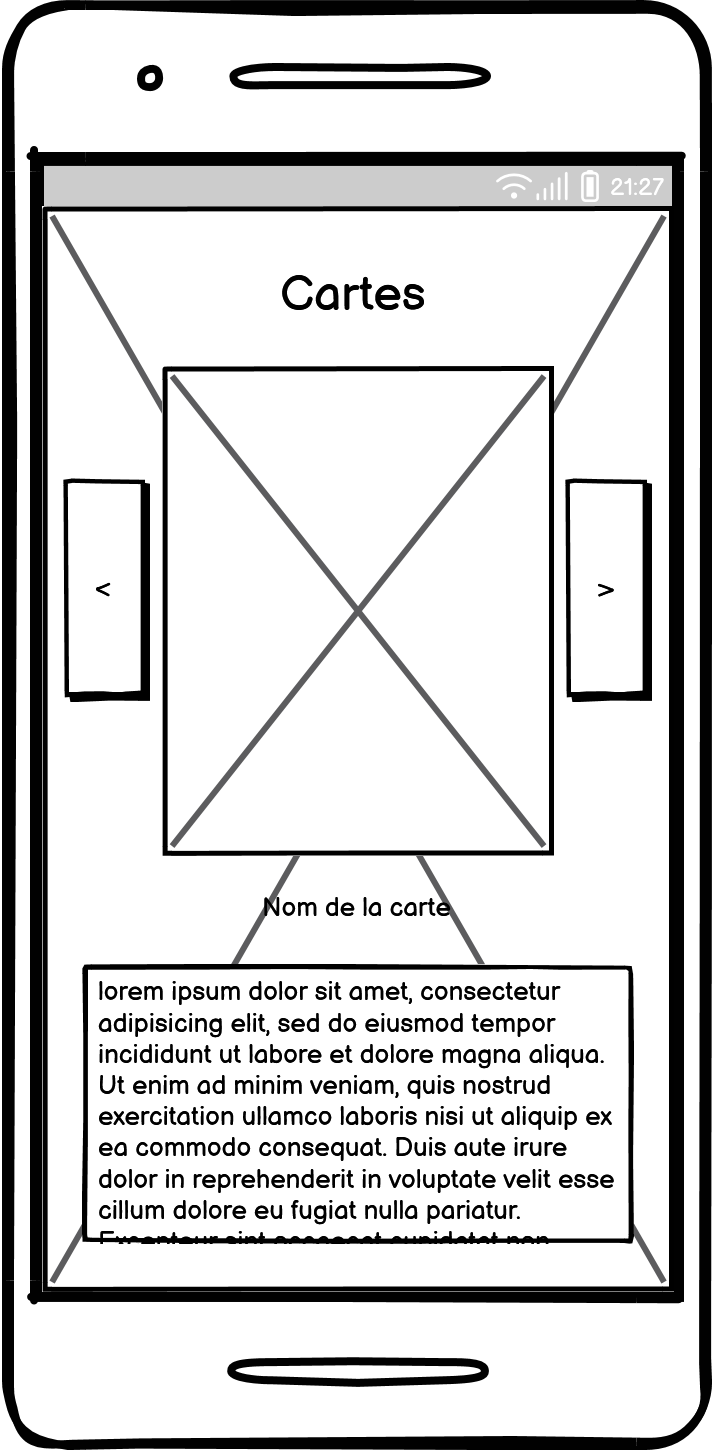 21:27
Cartes
<
>
Nom de la carte
lorem ipsum dolor sit amet, consectetur
adipisicing elit, sed do eiusmod tempor
incididunt ut labore et dolore magna aliqua.
Ut enim ad minim veniam, quis nostrud
exercitation ullamco laboris nisi ut aliquip ex
ea commodo consequat. Duis aute irure
dolor in reprehenderit in voluptate velit esse
cillum dolore eu fugiat nulla pariatur.